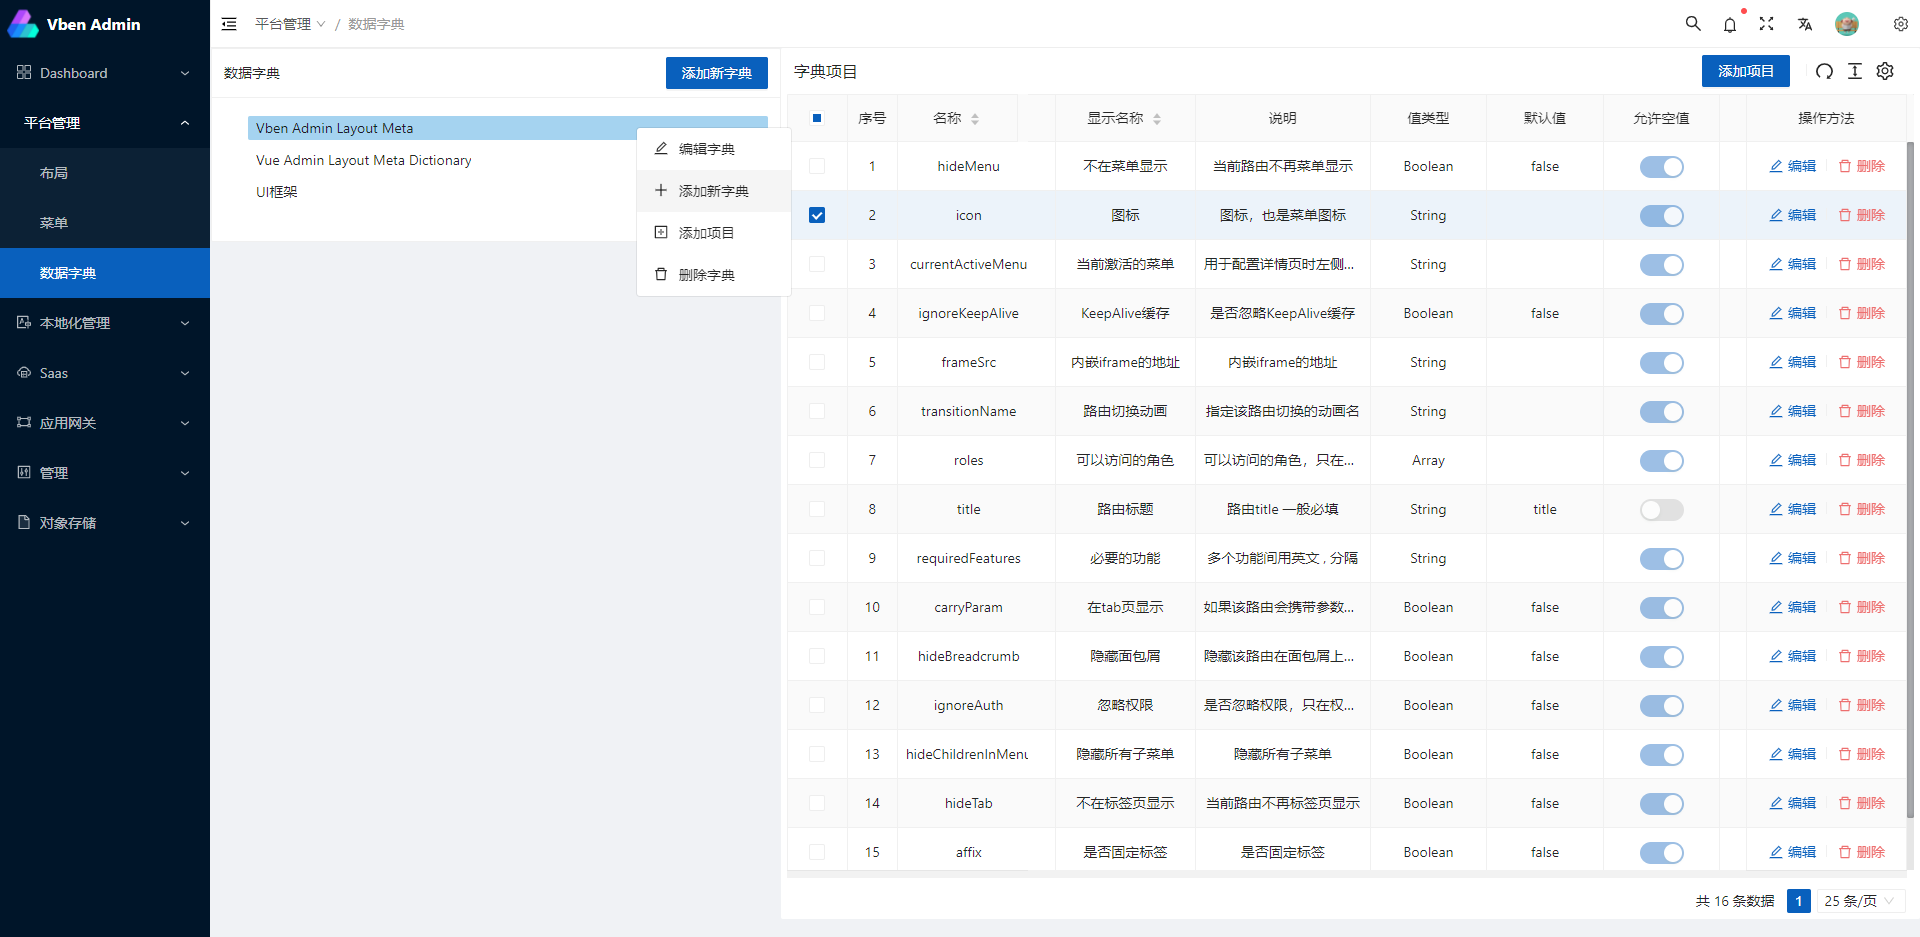 Vben Admin
Dashboard
平台管理
布局
菜单
数据字典
本地化管理
Saas
应用网关
管理
对象存储
平台管理 / 数据字典
数据字典
添加新字典
Vben Admin Layout Meta
Vue Admin Layout Meta Dictionary
UI框架
编辑字典
添加新字典
添加项目
删除字典
字典项目
添加项目
序号 名称 显示名称 说明 值类型 默认值 允许空值 操作方法
1 hideMenu 不在菜单显示 当前路由不再菜单显示 Boolean false 编辑 删除
2 icon 图标 图标，也是菜单图标 String 编辑 删除
3 currentActiveMenu 当前激活的菜单 用于配置详情页时左侧... String 编辑 删除
4 ignoreKeepAlive KeepAlive缓存 是否忽略KeepAlive缓存 Boolean false 编辑 删除
5 frameSrc 内嵌iframe的地址 内嵌iframe的地址 String 编辑 删除
6 transitionName 路由切换动画 指定该路由切换的动画名 String 编辑 删除
7 roles 可以访问的角色 可以访问的角色，只在... Array 编辑 删除
8 title 路由标题 路由title 一般必填 String title 编辑 删除
9 requiredFeatures 必要的功能 多个功能间用英文 , 分隔 String 编辑 删除
10 carryParam 在tab页显示 如果该路由会携带参数... Boolean false 编辑 删除
11 hideBreadcrumb 隐藏面包屑 隐藏该路由在面包屑上... Boolean false 编辑 删除
12 ignoreAuth 忽略权限 是否忽略权限，只在权... Boolean false 编辑 删除
13 hideChildrenInMenu 隐藏所有子菜单 隐藏所有子菜单 Boolean false 编辑 删除
14 hideTab 不在标签页显示 当前路由不再标签页显示 Boolean false 编辑 删除
15 affix 是否固定标签 是否固定标签 Boolean false 编辑 删除
共 16 条数据 1 25 条/页